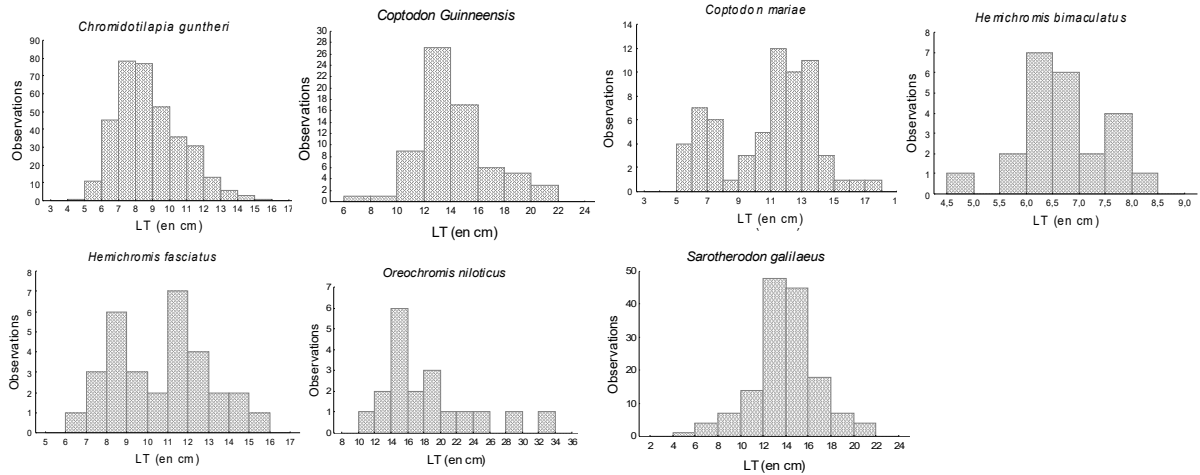 Chromidotilapia guntheri
Observations
90
80
70
60
50
40
30
20
10
0
3 4 5 6 7 8 9 10 11 12 13 14 15 16 17
LT (en cm)
Coptodon Guinneensis
Observations
30
28
26
24
22
20
18
16
14
12
10
8
6
4
2
0
6 8 10 12 14 16 18 20 22 24
LT (en cm)
Coptodon mariae
Observations
14
12
10
8
6
4
2
0
3 5 7 9 11 13 15 17 1
LT (en cm)
Hemichromis bimaculatus
Observations
8
7
6
5
4
3
2
1
0
4,5 5,0 5,5 6,0 6,5 7,0 7,5 8,0 8,5 9,0
LT (en cm)
Hemichromis fasciatus
Observations
8
7
6
5
4
3
2
1
0
5 6 7 8 9 10 11 12 13 14 15 16 17
LT (en cm)
Oreochromis niloticus
Observations
7
6
5
4
3
2
1
0
8 10 12 14 16 18 20 22 24 26 28 30 32 34 36
LT (en cm)
Sarotherodon galilaeus
Observations
50
40
30
20
10
0
2 4 6 8 10 12 14 16 18 20 22 24
LT (en cm)